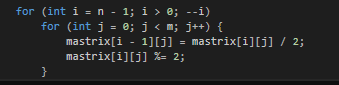 for (int i = n - 1; i > 0; --i)
    for (int j = 0; j < m; j++) {
        mastrix[i - 1][j] = mastrix[i][j] / 2;
        mastrix[i][j] %= 2;
    }